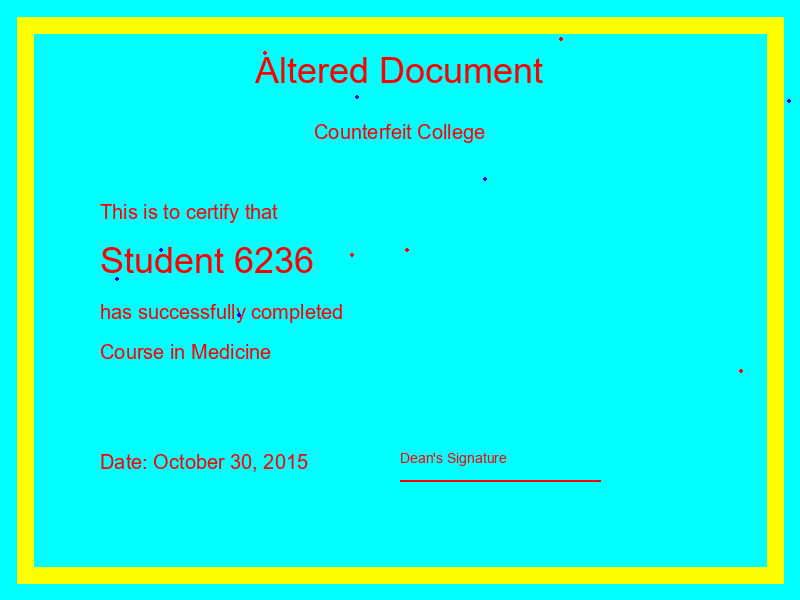 Altered Document
Counterfeit College
This is to certify that
Student 6236
has successfully completed
Course in Medicine
Date: October 30, 2015
Dean's Signature